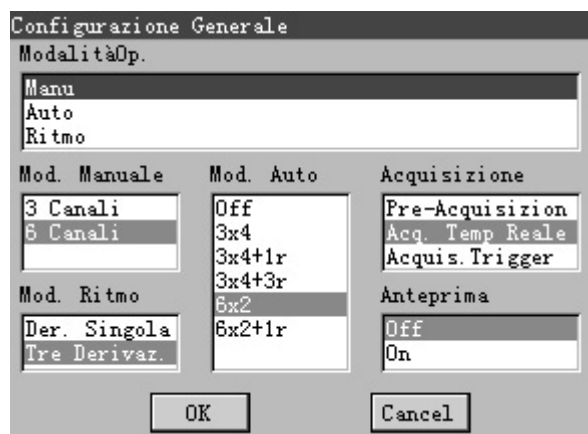 Configurazione Generale
ModalitàOp.
Manu
Auto
Ritmo
Mod. Manuale
3 Canali
6 Canali
Mod. Auto
Off
3x4
3x4+1r
3x4+3r
6x2
6x2+1r
Acquisizione
Pre-Acquisizion
Acq. Temp Reale
Acquis.Trigger
Mod. Ritmo
Der. Singola
Tre Derivaz.
Anteprima
Off
On
OK
Cancel